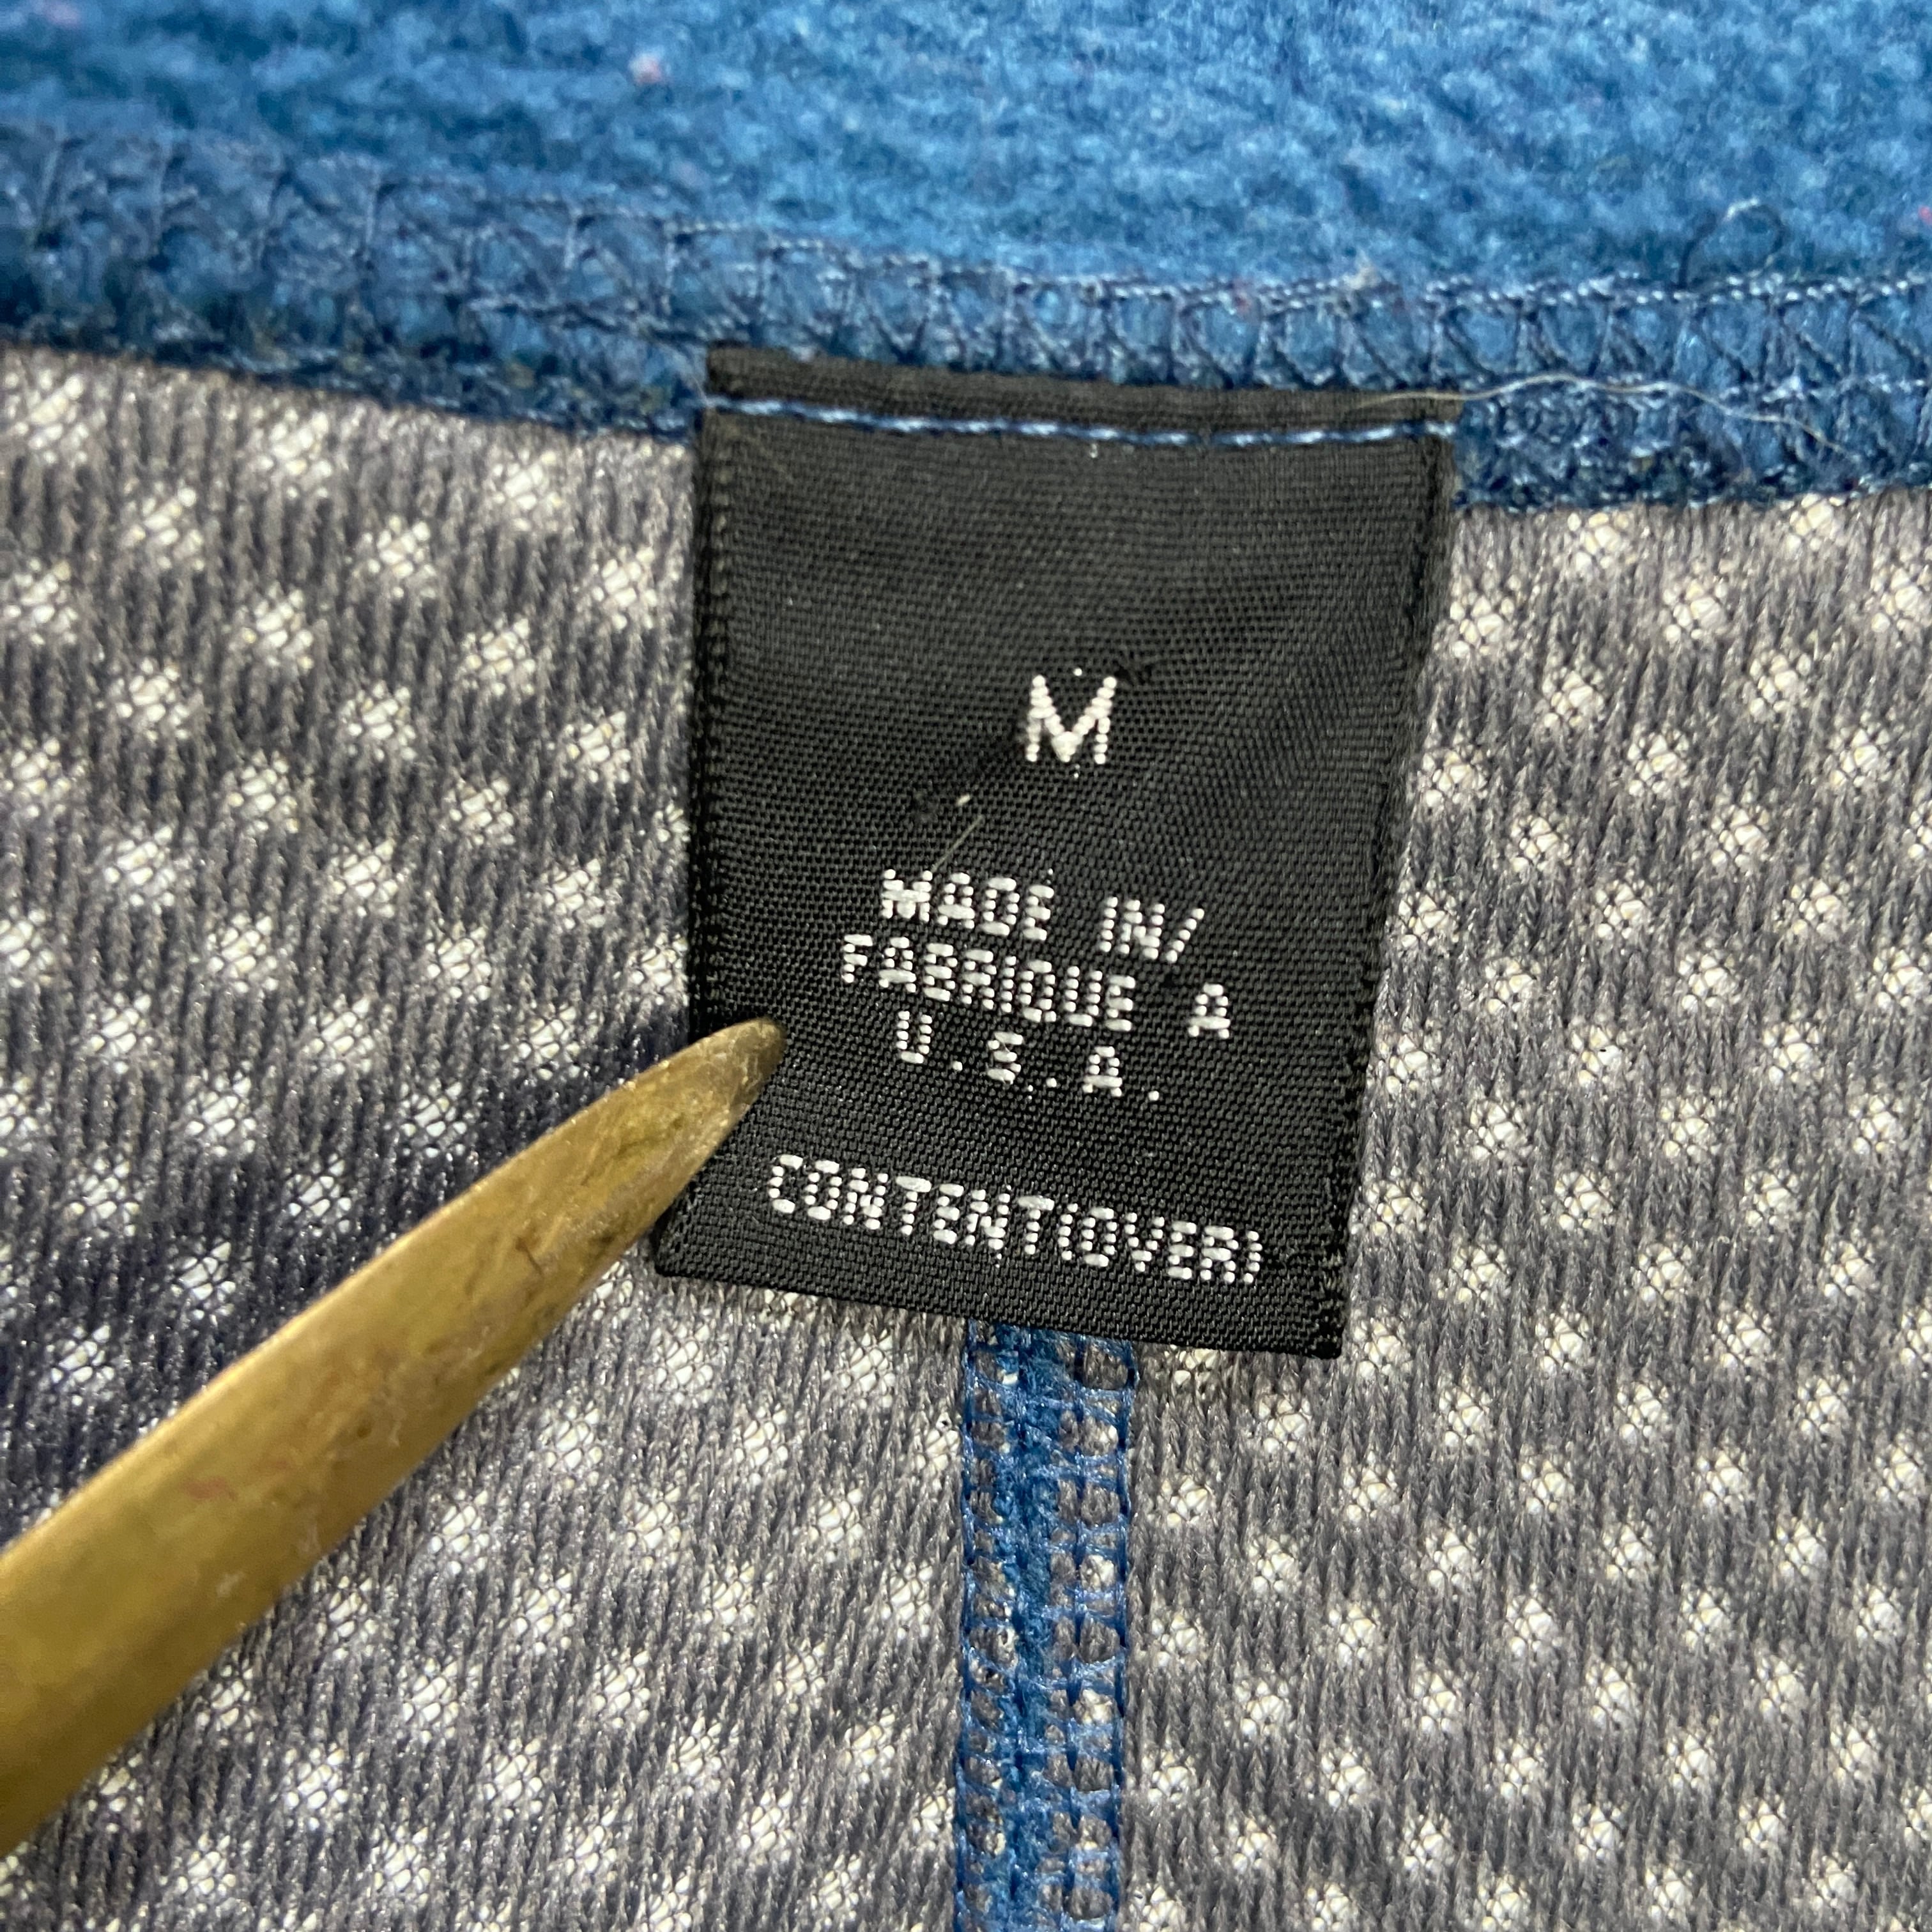 M
MADE IN/
FABRIQUE A
U.S.A.
CONTENT(OVER)